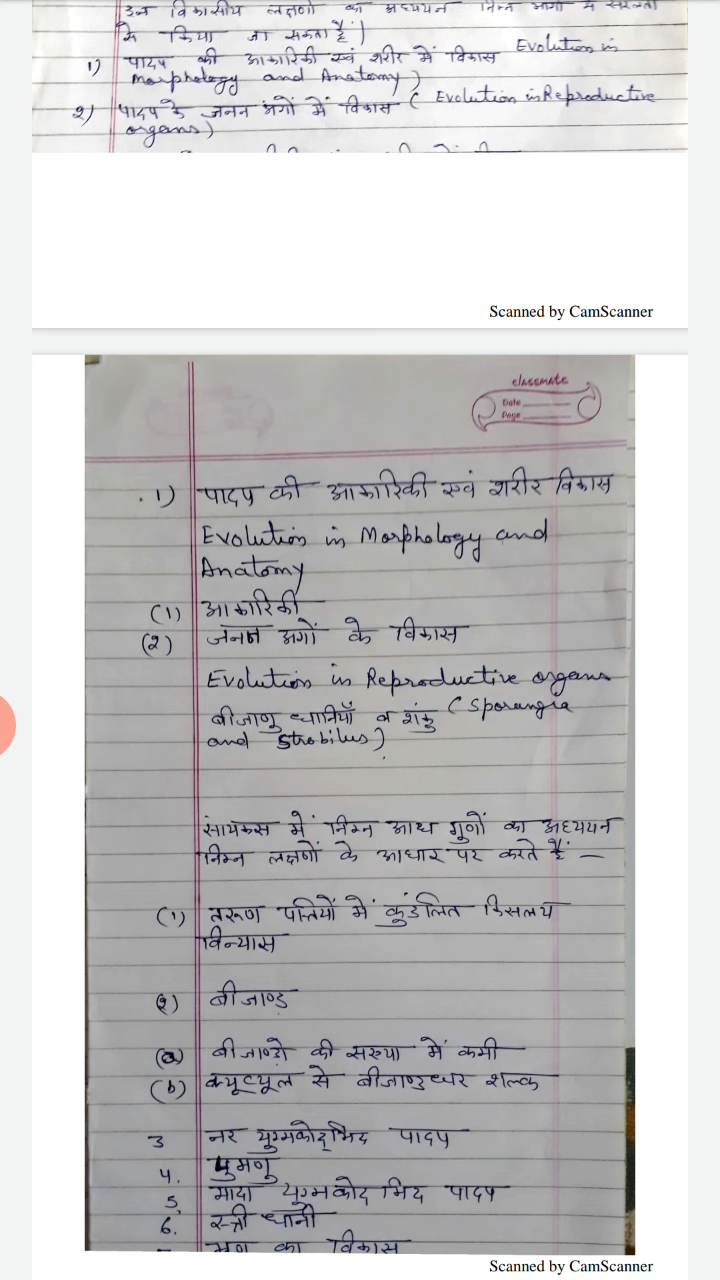 उन विकासीय लक्षणों का अध्ययन निम्न भागों में सरलता
से किया जा सकता है।
1) पादप की आकारिकी एवं शरीर में विकास Evolution in
Morphology and Anatomy)
2) पादप के जनन अंगों में विकास ( Evolution in Reproductive
organs)
Scanned by CamScanner
classmate
Date
Page
1) पादप की आकारिकी एवं शरीर विकास
Evolution in Morphology and
Anatomy
(1) आकारिकी
(2) जनन अंगों के विकास
Evolution in Reproductive organs
बीजाणु धानियाँ व शंकु ( Sporangia
and Strobilus)
सायकस में निम्न आध गुणों का अध्ययन
निम्न लक्षणों के आधार पर करते हैं —
(1) तरूण पत्तियों में कुंडलित किसलय
विन्यास
(2) बीजाण्ड
(a) बीजाण्डो की सख्या में कमी
(b) क्यूट्यूल से बीजाण्डधर शल्क
3 नर युग्मकोद्भिद पादप
4. पुमणु
5. मादा युग्मकोद भिद पादप
6. स्त्री धानी
का विकास
Scanned by CamScanner